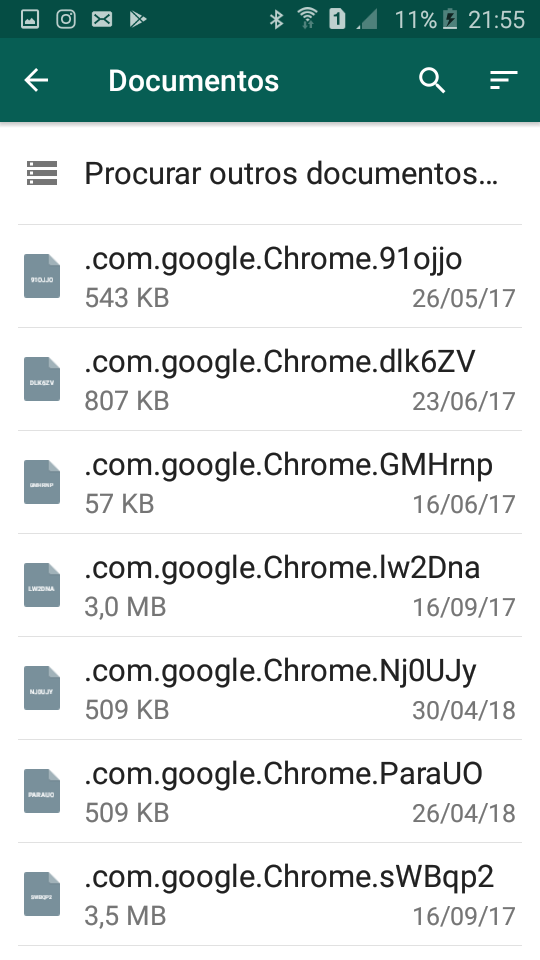 11% 21:55
Documentos
Procurar outros documentos...
.com.google.Chrome.91ojjo
91OJJO
543 KB 26/05/17
.com.google.Chrome.dlk6ZV
DLK6ZV
807 KB 23/06/17
.com.google.Chrome.GMHrnp
GMHRNP
57 KB 16/06/17
.com.google.Chrome.lw2Dna
LW2DNA
3,0 MB 16/09/17
.com.google.Chrome.Nj0UJy
NJ0UJY
509 KB 30/04/18
.com.google.Chrome.ParaUO
PARAUO
509 KB 26/04/18
.com.google.Chrome.sWBqp2
SWBQP2
3,5 MB 16/09/17